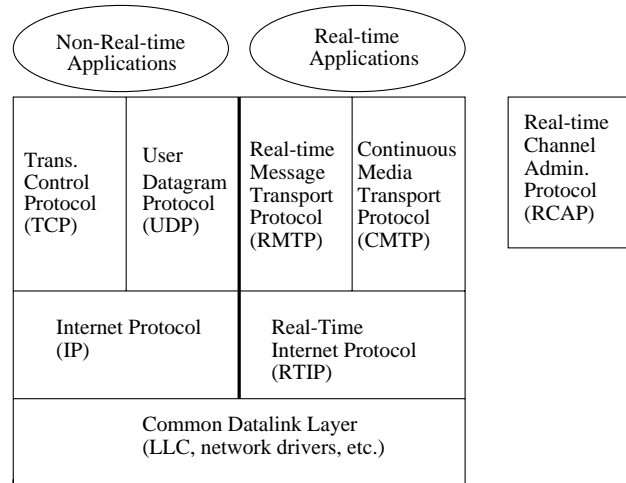 Non-Real-time
Applications
Real-time
Applications
Trans.
Control
Protocol
(TCP)
User
Datagram
Protocol
(UDP)
Real-time
Message
Transport
Protocol
(RMTP)
Continuous
Media
Transport
Protocol
(CMTP)
Real-time
Channel
Admin.
Protocol
(RCAP)
Internet Protocol
(IP)
Real-Time
Internet Protocol
(RTIP)
Common Datalink Layer
(LLC, network drivers, etc.)